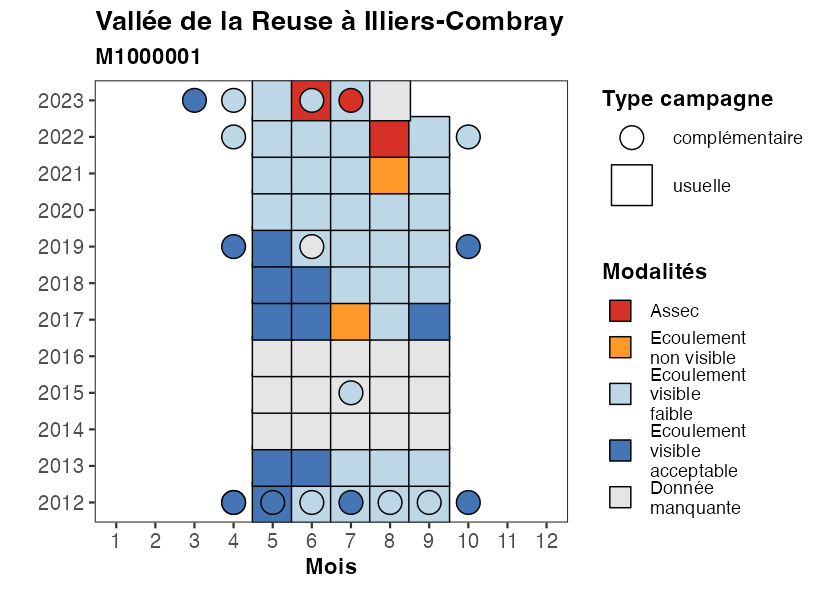 Vallée de la Reuse à Illiers-Combray
M1000001
2023
2022
2021
2020
2019
2018
2017
2016
2015
2014
2013
2012
1 2 3 4 5 6 7 8 9 10 11 12
Mois
Type campagne
complémentaire
usuelle
Modalités
Assec
Ecoulement
non visible
Ecoulement
visible
faible
Ecoulement
visible
acceptable
Donnée
manquante